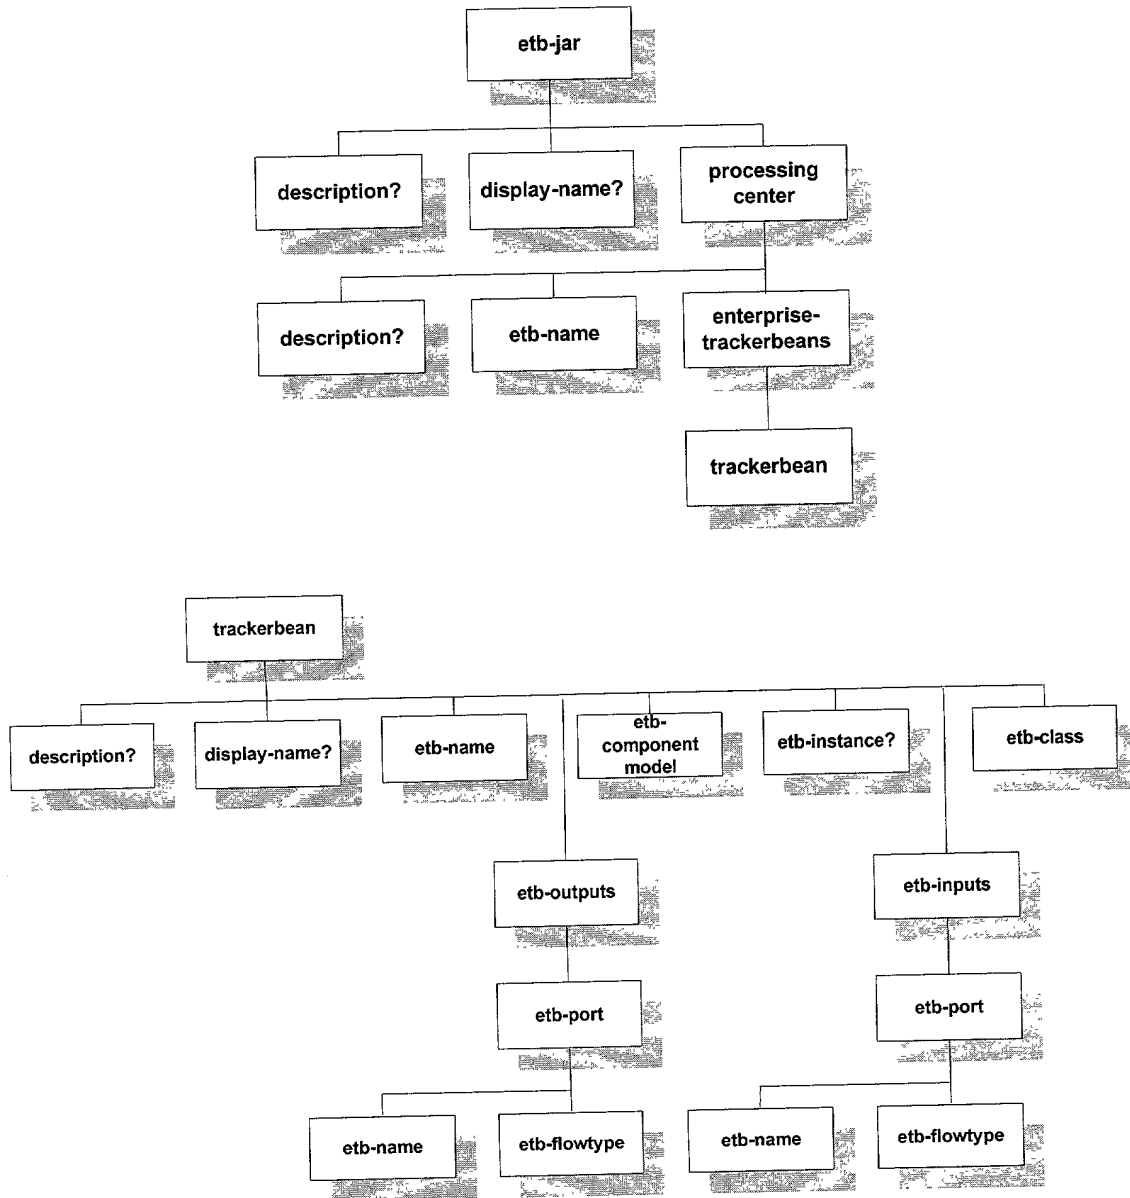 etb-jar
description?
display-name?
processing
center
description?
etb-name
enterprise-
trackerbeans
trackerbean
trackerbean
description?
display-name?
etb-name
etb-
component
model
etb-instance?
etb-class
etb-outputs
etb-inputs
etb-port
etb-port
etb-name
etb-flowtype
etb-name
etb-flowtype